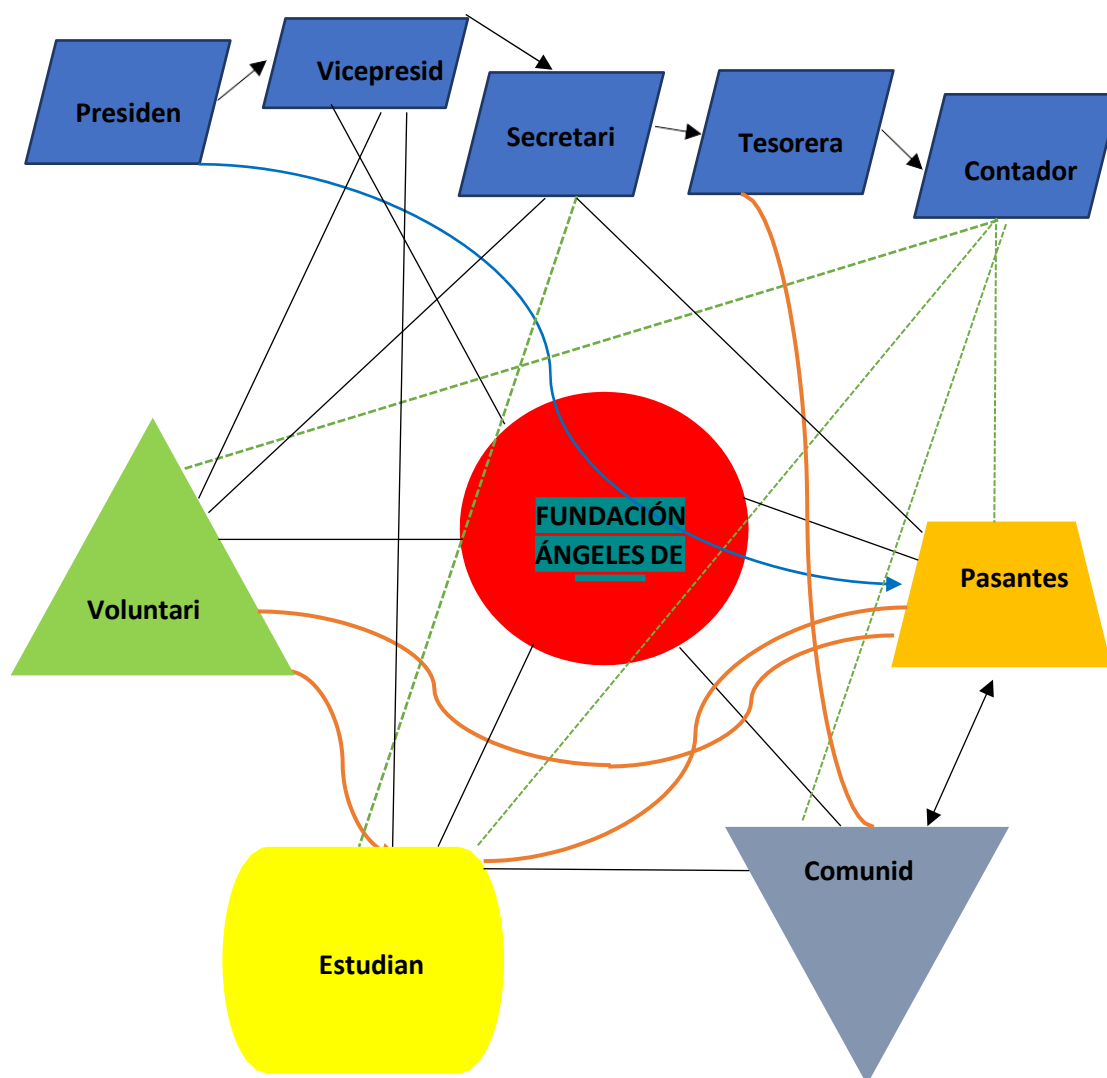 Presiden
Vicepresid
Secretari
Tesorera
Contador
FUNDACIÓN
ÁNGELES DE
Voluntari
Pasantes
Comunid
Estudian